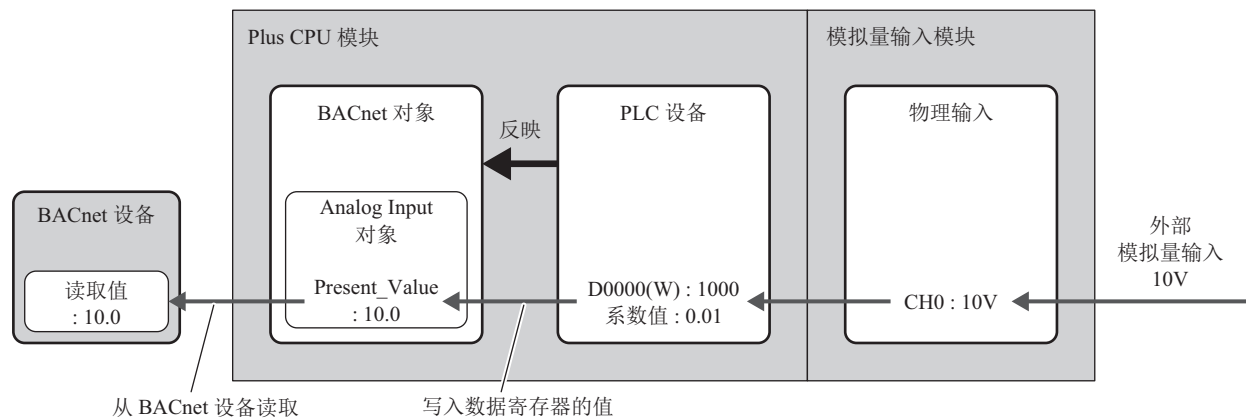 Plus CPU 模块
模拟量输入模块
BACnet 对象
PLC 设备
物理输入
反映
BACnet 设备
Analog Input
对象
外部
模拟量输入
10V
读取值
: 10.0
Present_Value
: 10.0
D0000(W) : 1000
系数值 : 0.01
CH0 : 10V
从 BACnet 设备读取
写入数据寄存器的值